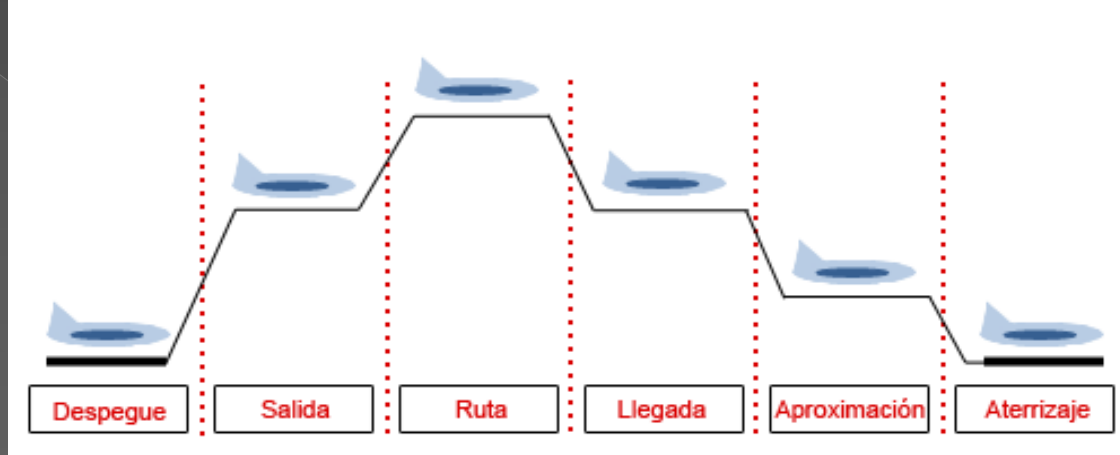 Despegue
Salida
Ruta
Llegada
Aproximación
Aterrizaje